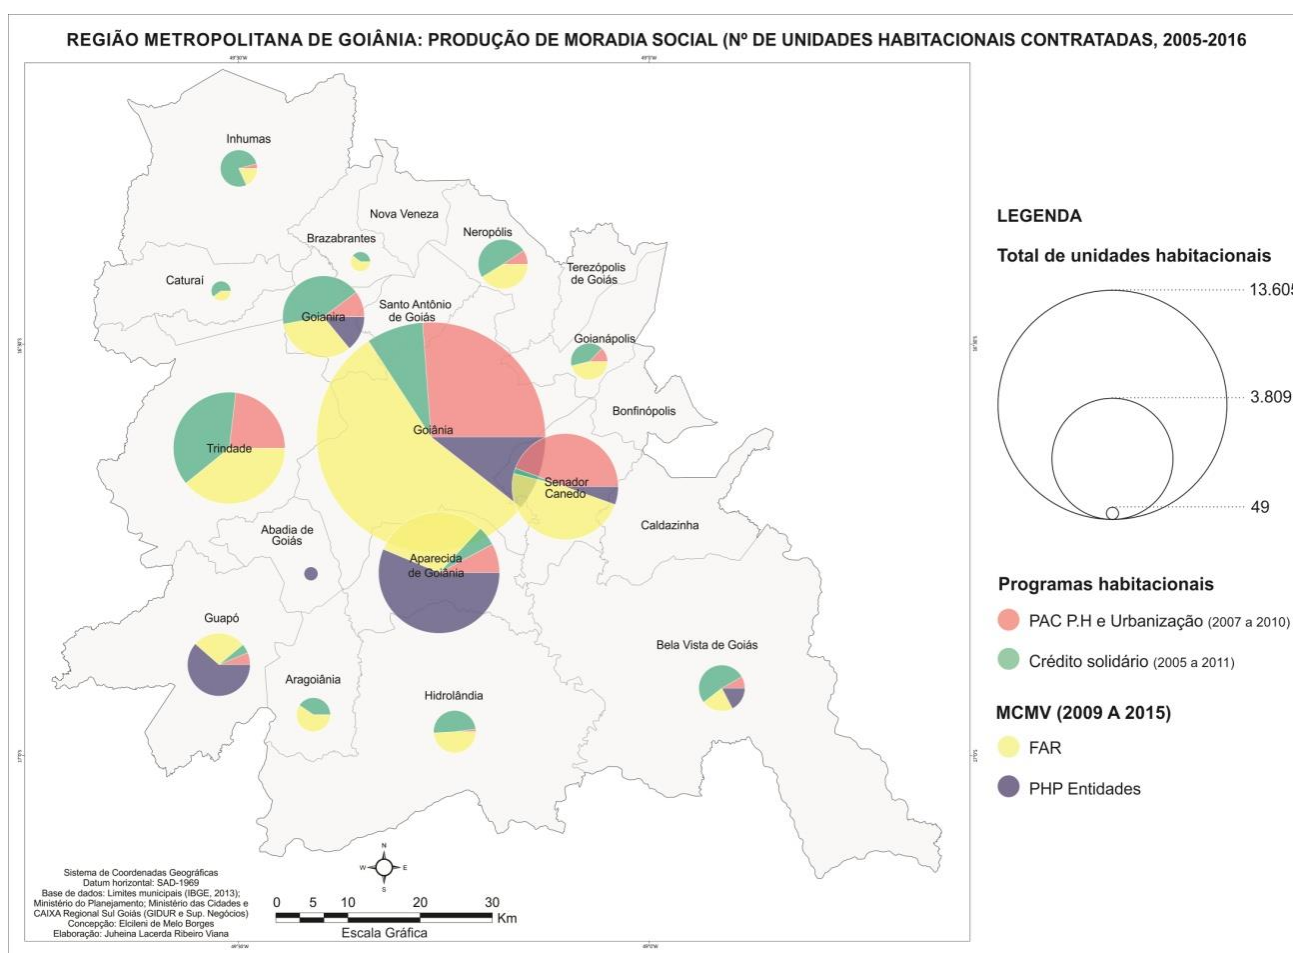 REGIÃO METROPOLITANA DE GOIÂNIA: PRODUÇÃO DE MORADIA SOCIAL (Nº DE UNIDADES HABITACIONAIS CONTRATADAS, 2005-2016
Inhumas
Nova Veneza
Brazabrantes
Neropólis
Terezópolis
de Goiás
Caturaí
Santo Antônio
de Goiás
Goianira
Goianápolis
Bonfinópolis
Goiânia
Trindade
Senador
Canedo
Caldazinha
Abadia de
Goiás
Aparecida
de Goiânia
Guapó
Bela Vista de Goiás
Aragoiânia
Hidrolândia
LEGENDA
Total de unidades habitacionais
13.605
3.809
49
Programas habitacionais
PAC P.H e Urbanização (2007 a 2010)
Crédito solidário (2005 a 2011)
MCMV (2009 A 2015)
FAR
PHP Entidades
N
W E
S
Sistema de Coordenadas Geográficas
Datum horizontal: SAD-1969
Base de dados: Limites municipais (IBGE, 2013);
Ministério do Planejamento; Ministério das Cidades e
CAIXA Regional Sul Goiás (GIDUR e Sup. Negócios)
Concepção: Elcileni de Melo Borges
Elaboração: Juheina Lacerda Ribeiro Viana
0 5 10 20 30
Km
Escala Gráfica